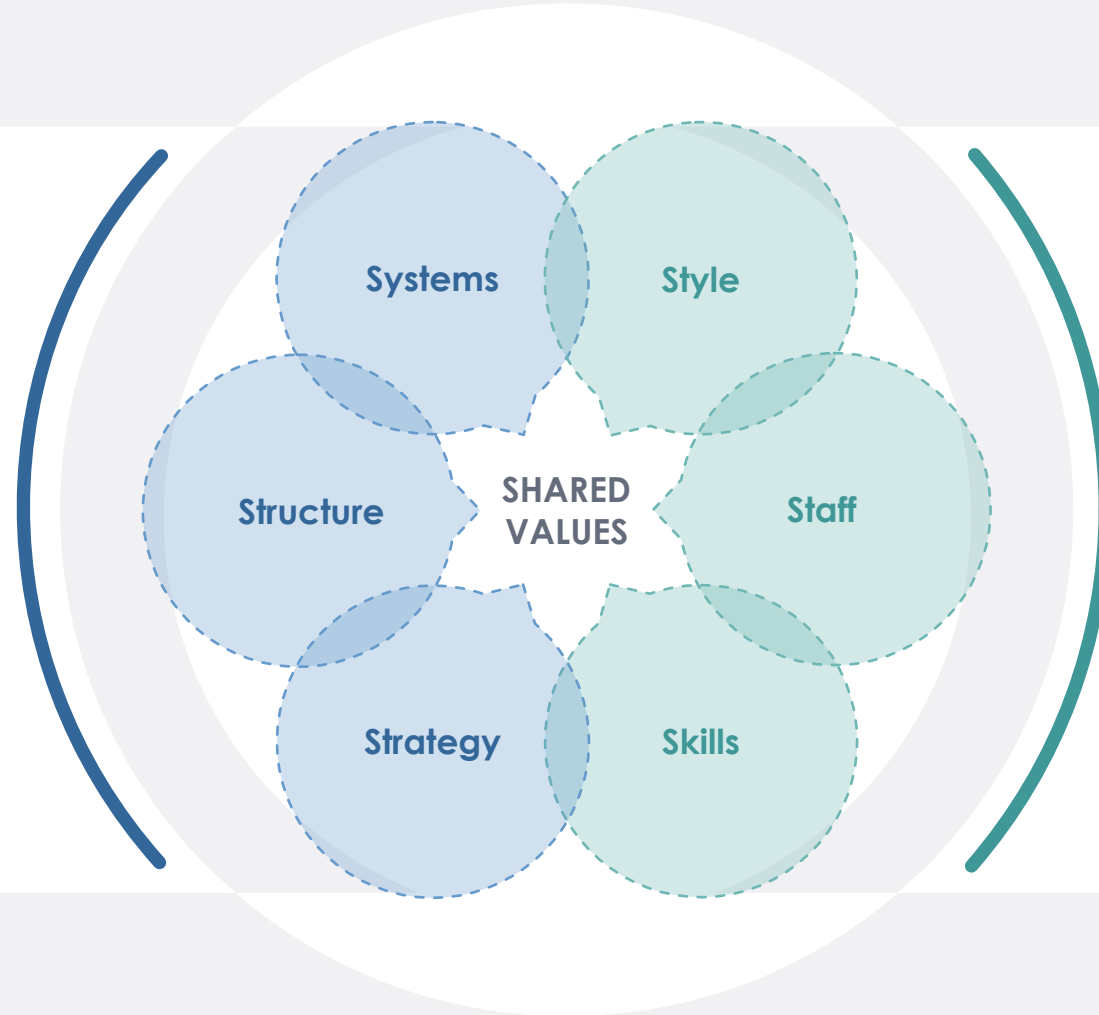 Systems
Style
SHARED
VALUES
Structure
Staff
Strategy
Skills